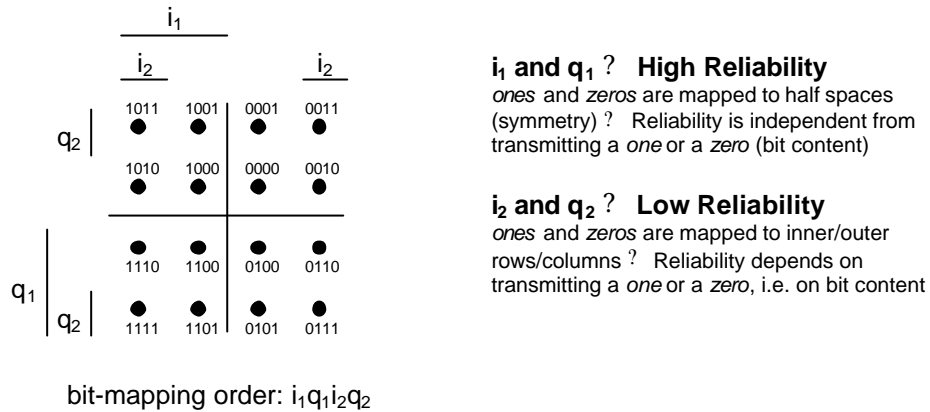 i₁
i₂ i₂
1011 1001 0001 0011
q₂
1010 1000 0000 0010
1110 1100 0100 0110
q₁
q₂
1111 1101 0101 0111
bit-mapping order: i₁q₁i₂q₂
i₁ and q₁ ? High Reliability
ones and zeros are mapped to half spaces
(symmetry) ? Reliability is independent from
transmitting a one or a zero (bit content)
i₂ and q₂ ? Low Reliability
ones and zeros are mapped to inner/outer
rows/columns ? Reliability depends on
transmitting a one or a zero, i.e. on bit content